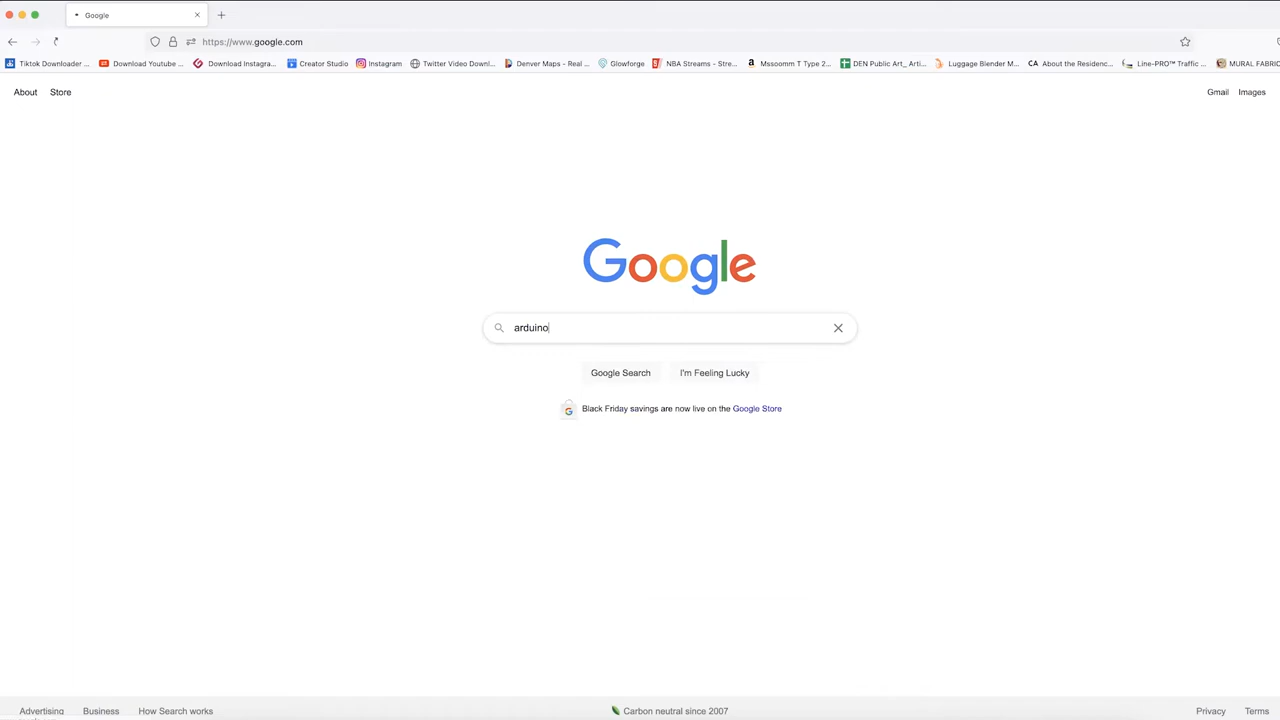 Google
https://www.google.com
Tiktok Downloader ... Download Youtube ... Download Instagra... Creator Studio Instagram Twitter Video Downl... Denver Maps - Real ... Glowforge NBA Streams - Stre... Mssoomm T Type 2... DEN Public Art_ Arti... Luggage Blender M... CA About the Residenc... Line-PRO™ Traffic ... MURAL FABRIC
About Store Gmail Images
Google
arduino
Google Search I'm Feeling Lucky
Black Friday savings are now live on the Google Store
Advertising Business How Search works Carbon neutral since 2007 Privacy Terms